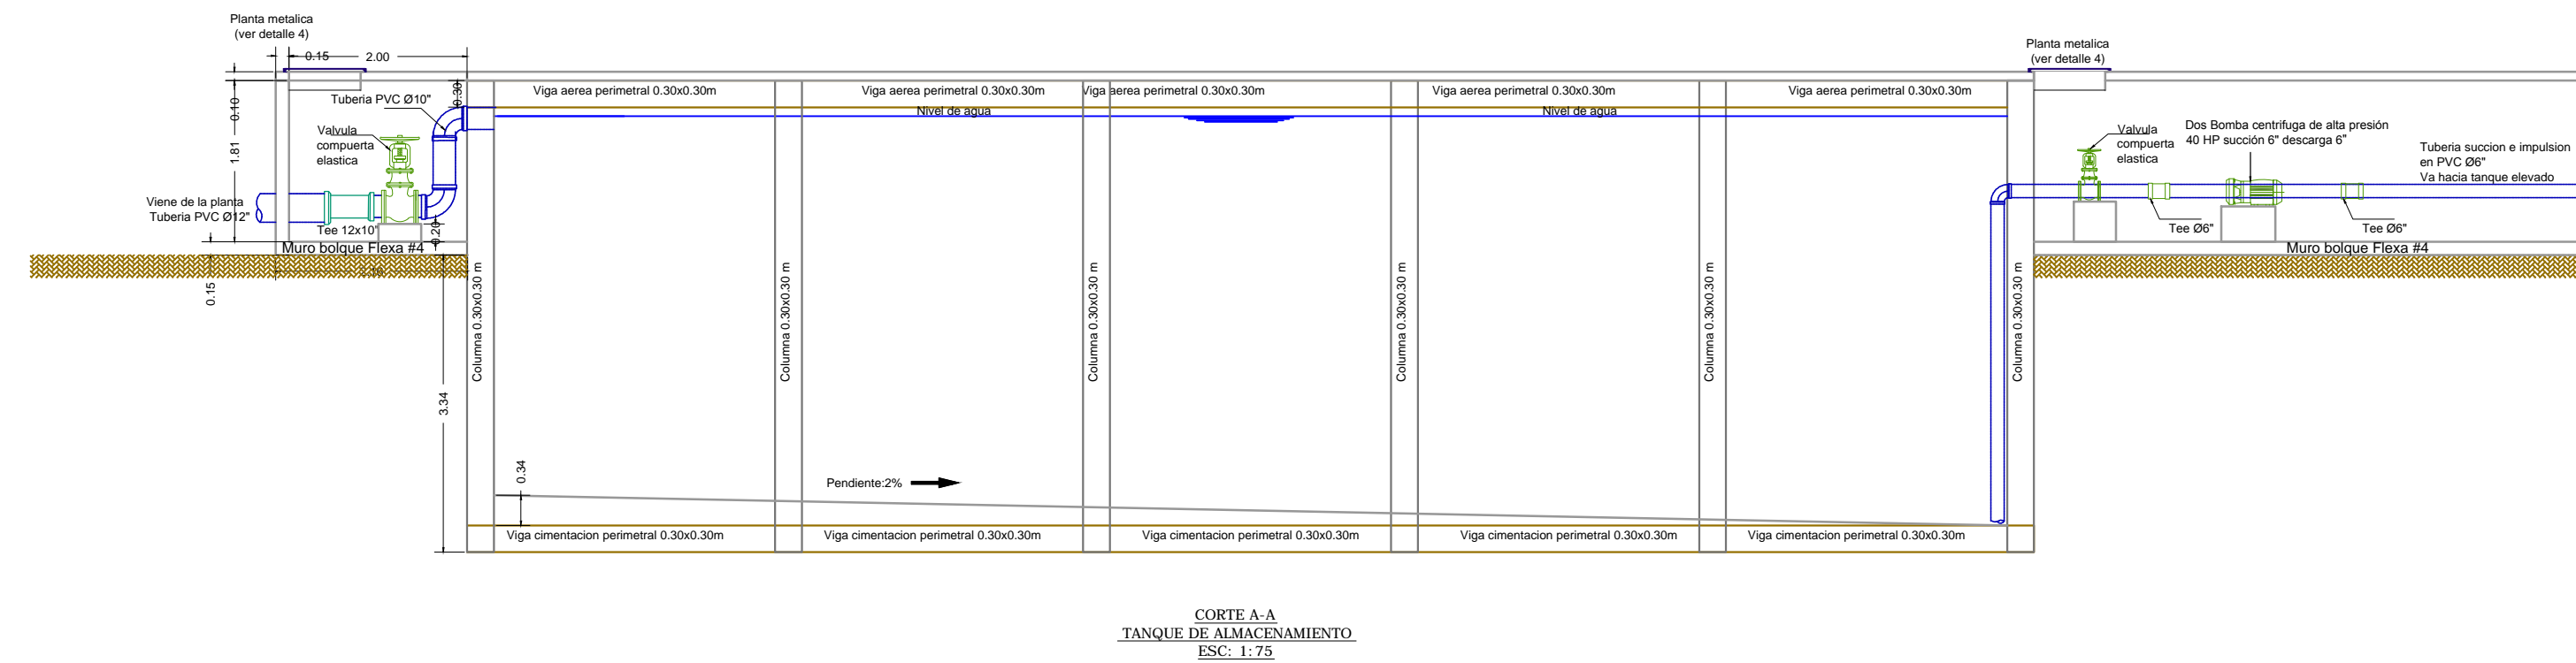 Planta metalica
(ver detalle 4)
0.15
2.00
Planta metalica
(ver detalle 4)
0.30
Viga aerea perimetral 0.30x0.30m
Viga aerea perimetral 0.30x0.30m
Viga aerea perimetral 0.30x0.30m
Viga aerea perimetral 0.30x0.30m
Viga aerea perimetral 0.30x0.30m
Tuberia PVC Ø10"
0.10
Nivel de agua
Nivel de agua
Valvula
compuerta
elastica
1.81
Valvula
compuerta
elastica
Dos Bomba centrifuga de alta presión
40 HP succión 6" descarga 6"
Tuberia succion e impulsion
en PVC Ø6"
Va hacia tanque elevado
Viene de la planta
Tuberia PVC Ø12"
Tee 12x10"
0.20
Tee Ø6"
Tee Ø6"
Muro bolque Flexa #4
Muro bolque Flexa #4
0.15
Columna 0.30x0.30 m
Columna 0.30x0.30 m
Columna 0.30x0.30 m
Columna 0.30x0.30 m
Columna 0.30x0.30 m
Columna 0.30x0.30 m
3.34
0.34
Pendiente:2%
Viga cimentacion perimetral 0.30x0.30m
Viga cimentacion perimetral 0.30x0.30m
Viga cimentacion perimetral 0.30x0.30m
Viga cimentacion perimetral 0.30x0.30m
Viga cimentacion perimetral 0.30x0.30m
CORTE A-A
TANQUE DE ALMACENAMIENTO
ESC: 1:75